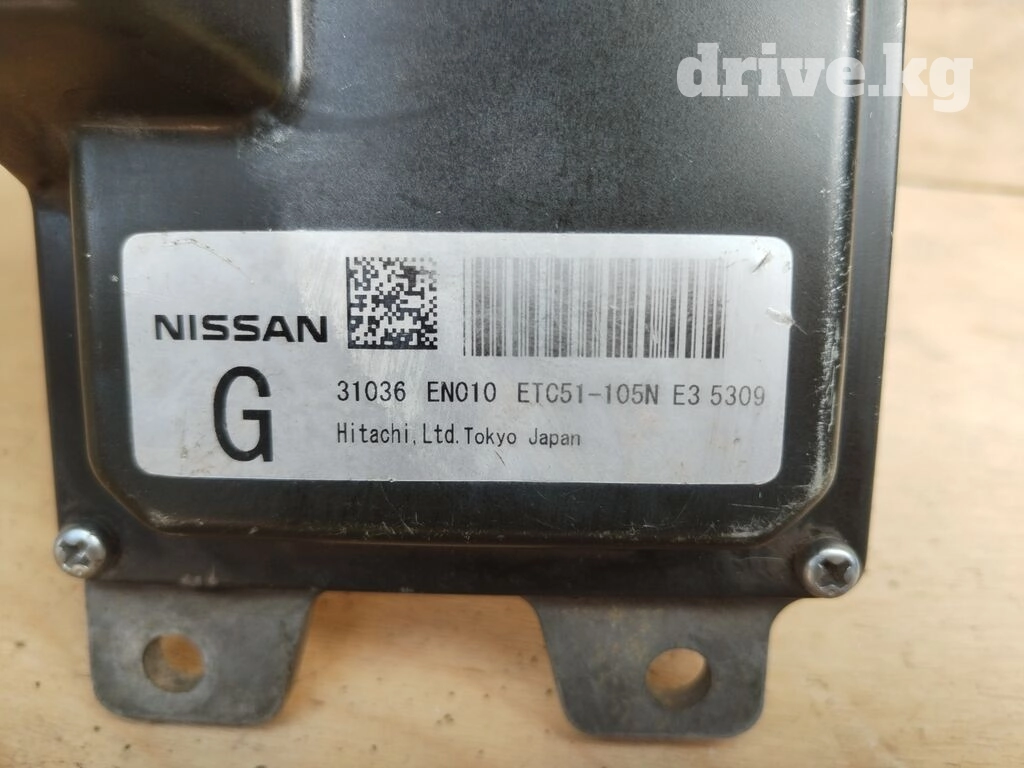 drive.kg
NISSAN
G
31036 EN010 ETC51-105N E3 5309
Hitachi,Ltd.Tokyo Japan